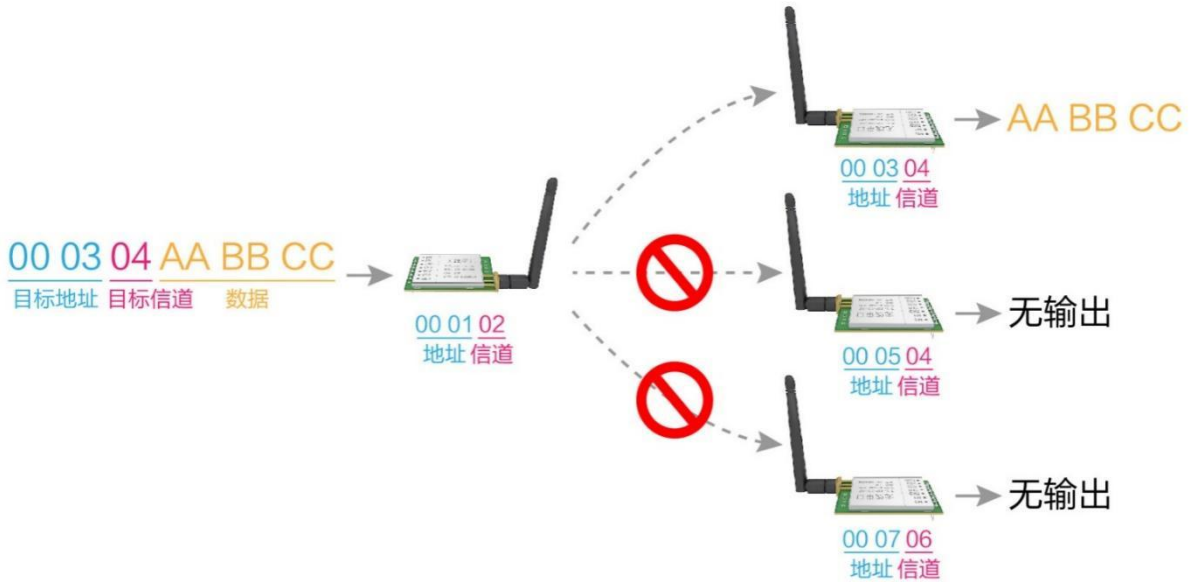 AA BB CC
00 03 04
地址 信道
00 03 04 AA BB CC
目标地址 目标信道 数据
00 01 02
地址 信道
无输出
00 05 04
地址 信道
无输出
00 07 06
地址 信道